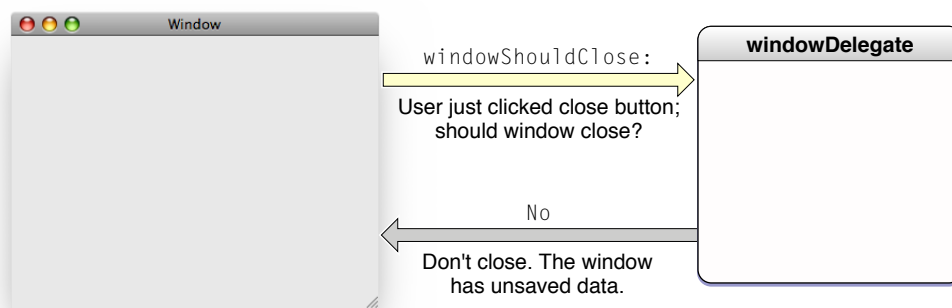 Window
windowShouldClose:
User just clicked close button;
should window close?
windowDelegate
No
Don't close. The window
has unsaved data.